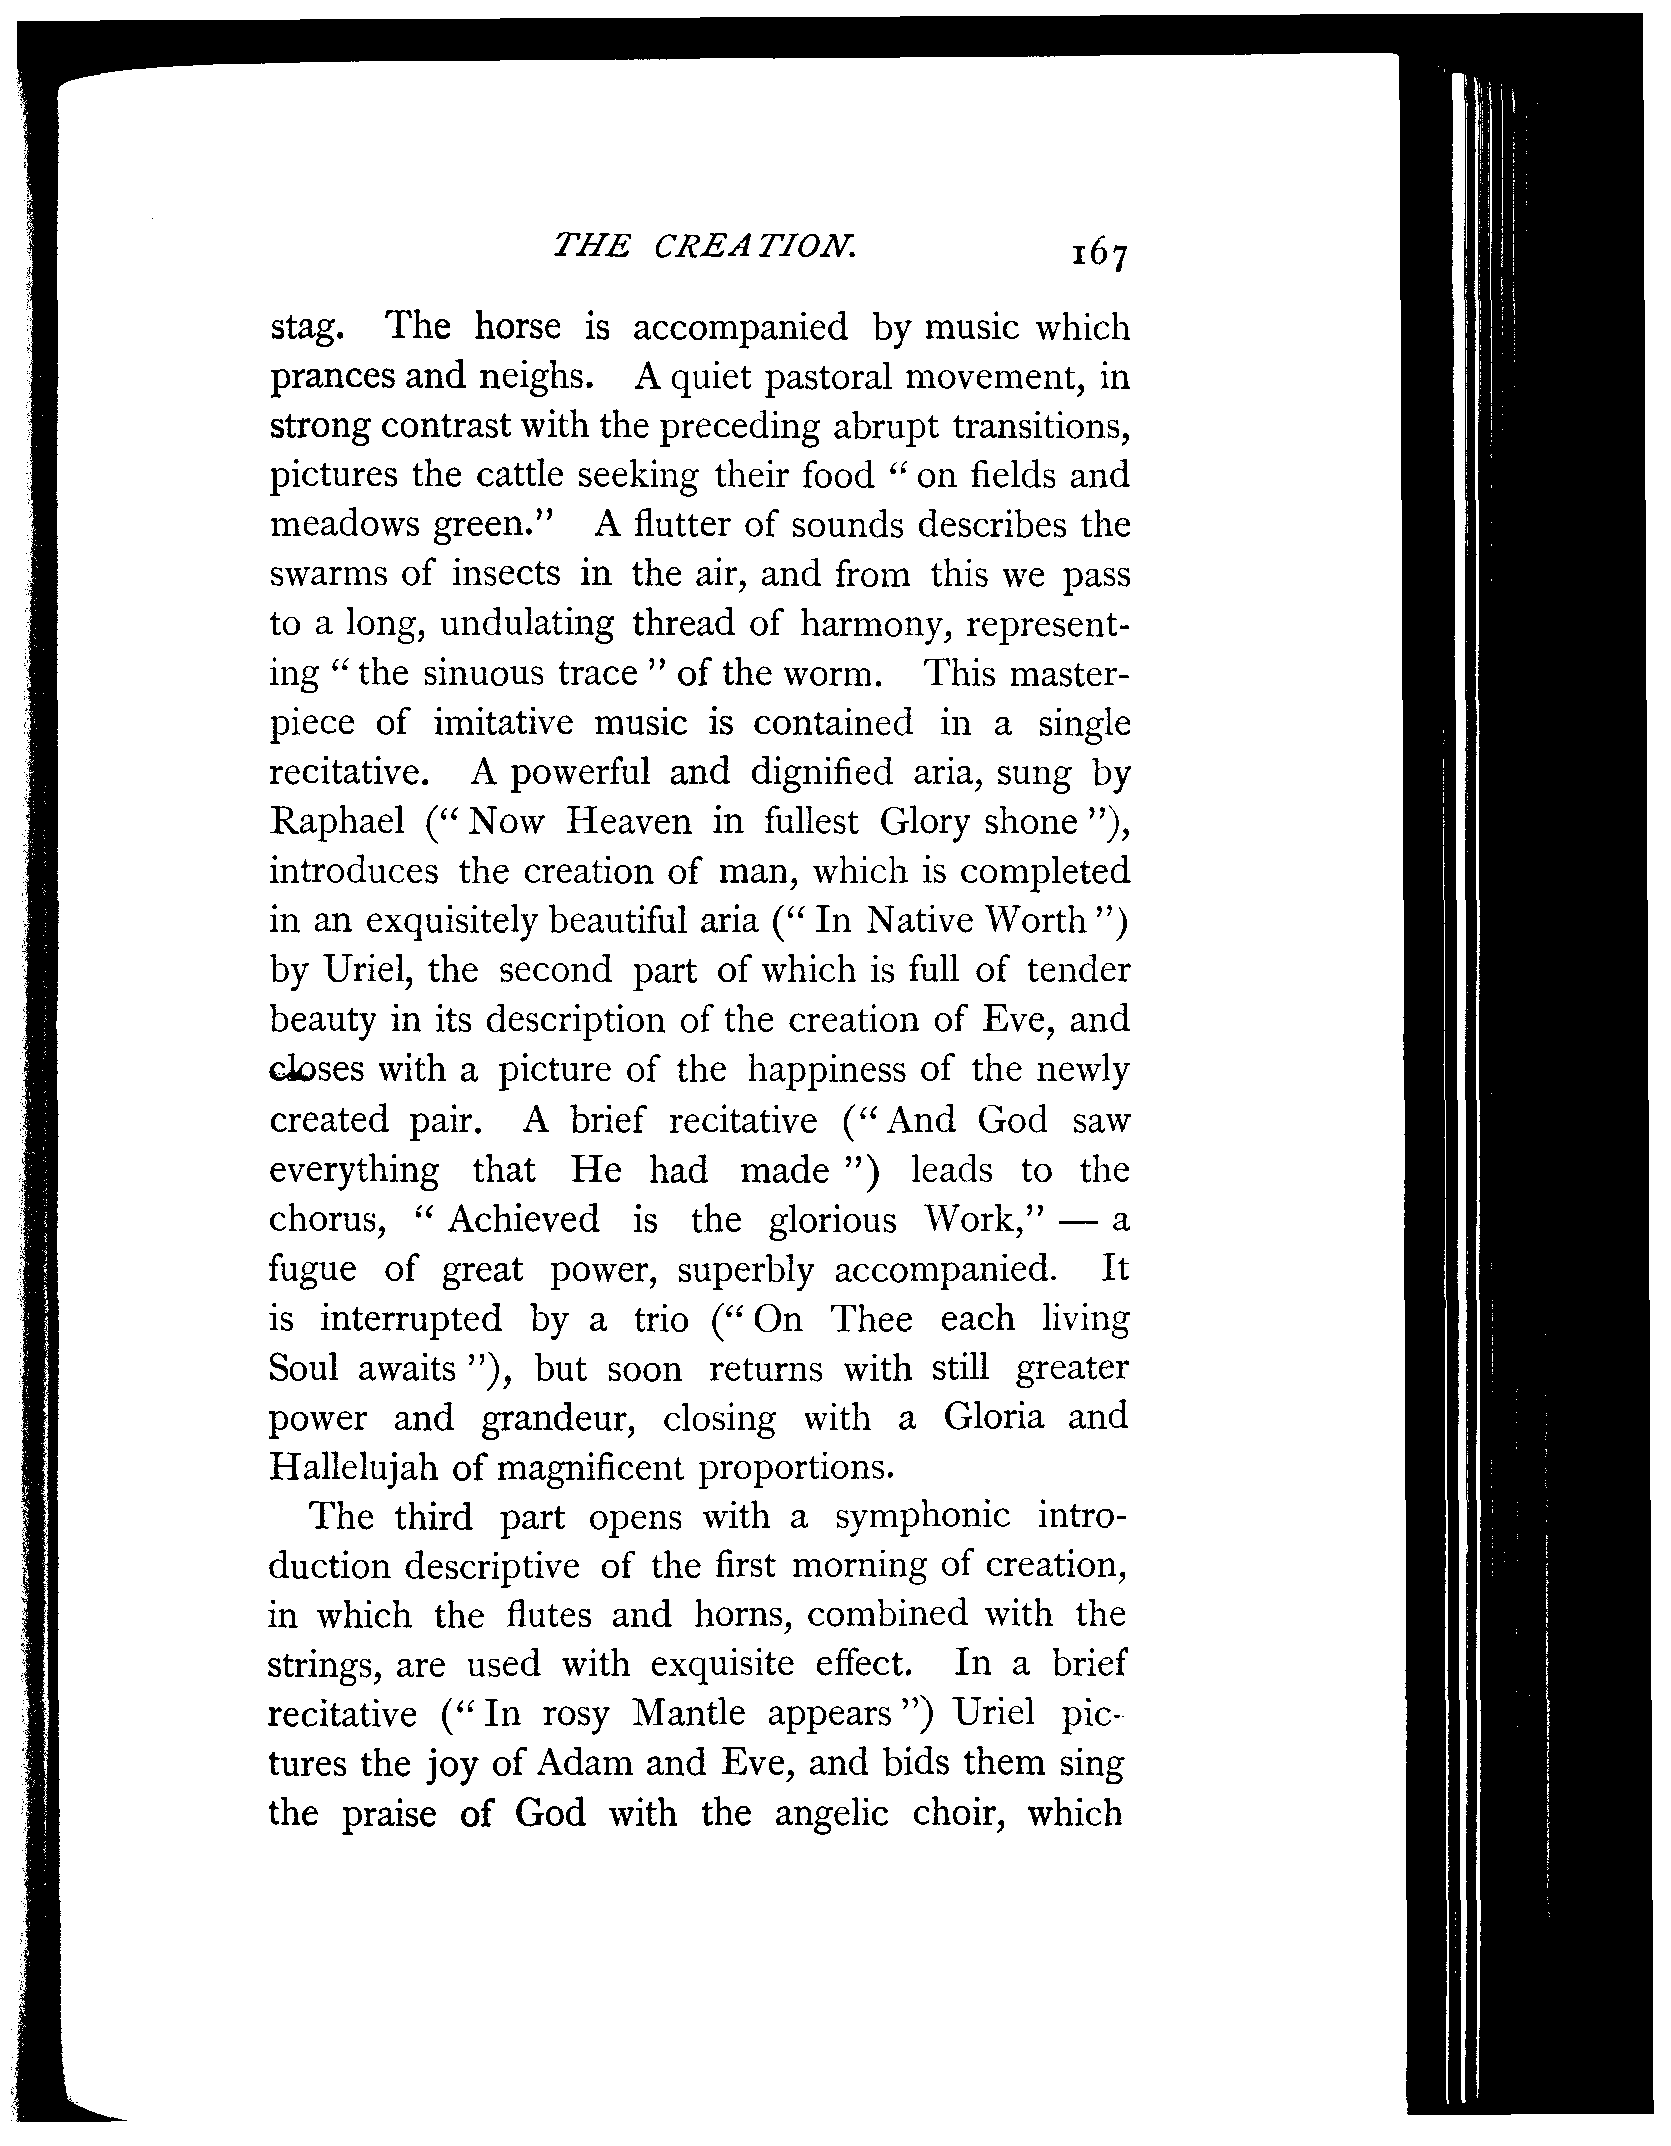 THE CREATION. 167
stag. The horse is accompanied by music which
prances and neighs. A quiet pastoral movement, in
strong contrast with the preceding abrupt transitions,
pictures the cattle seeking their food “ on fields and
meadows green.” A flutter of sounds describes the
swarms of insects in the air, and from this we pass
to a long, undulating thread of harmony, represent-
ing “ the sinuous trace ” of the worm. This master-
piece of imitative music is contained in a single
recitative. A powerful and dignified aria, sung by
Raphael (“ Now Heaven in fullest Glory shone ”),
introduces the creation of man, which is completed
in an exquisitely beautiful aria (“ In Native Worth ”)
by Uriel, the second part of which is full of tender
beauty in its description of the creation of Eve, and
closes with a picture of the happiness of the newly
created pair. A brief recitative (“ And God saw
everything that He had made ”) leads to the
chorus, “ Achieved is the glorious Work,” — a
fugue of great power, superbly accompanied. It
is interrupted by a trio (“ On Thee each living
Soul awaits ”), but soon returns with still greater
power and grandeur, closing with a Gloria and
Hallelujah of magnificent proportions.
The third part opens with a symphonic intro-
duction descriptive of the first morning of creation,
in which the flutes and horns, combined with the
strings, are used with exquisite effect. In a brief
recitative (“ In rosy Mantle appears ”) Uriel pic-
tures the joy of Adam and Eve, and bids them sing
the praise of God with the angelic choir, which